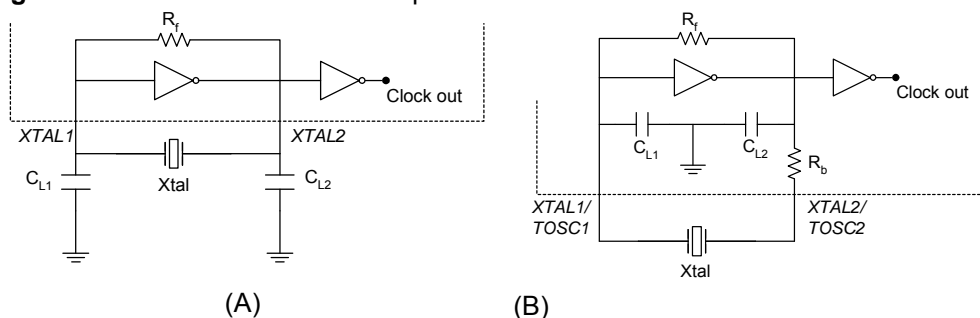 R_f
Clock out
XTAL1
XTAL2
C_L1
Xtal
C_L2
(A)
R_f
Clock out
C_L1
C_L2
R_b
XTAL1/
TOSC1
XTAL2/
TOSC2
Xtal
(B)